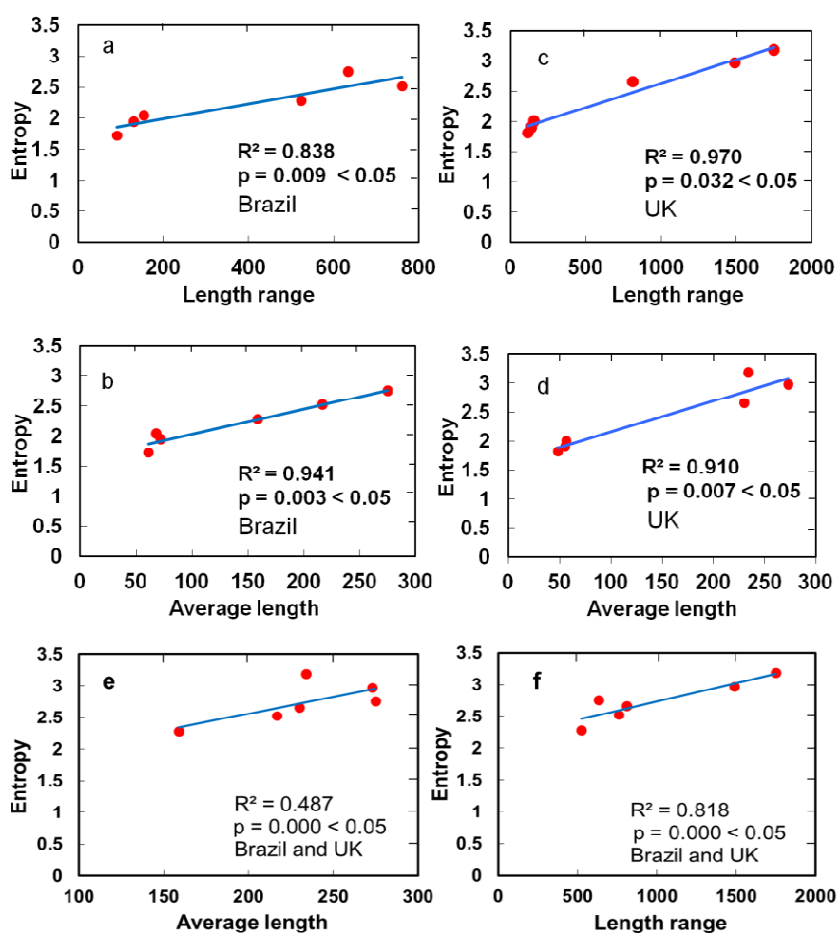 3.5
3
2.5
2
1.5
1
0.5
0
Entropy
a
R² = 0.838
p = 0.009 < 0.05
Brazil
0 200 400 600 800
Length range
3.5
3
2.5
2
1.5
1
0.5
0
Entropy
c
R² = 0.970
p = 0.032 < 0.05
UK
0 500 1000 1500 2000
Length range
3.5
3
2.5
2
1.5
1
0.5
0
Entropy
b
R² = 0.941
p = 0.003 < 0.05
Brazil
0 50 100 150 200 250 300
Average length
3.5
3
2.5
2
1.5
1
0.5
0
Entropy
d
R² = 0.910
p = 0.007 < 0.05
UK
0 50 100 150 200 250 300
Average length
3.5
3
2.5
2
1.5
1
0.5
0
Entropy
e
R² = 0.487
p = 0.000 < 0.05
Brazil and UK
100 150 200 250 300
Average length
3.5
3
2.5
2
1.5
1
0.5
0
Entropy
f
R² = 0.818
p = 0.000 < 0.05
Brazil and UK
0 500 1000 1500 2000
Length range